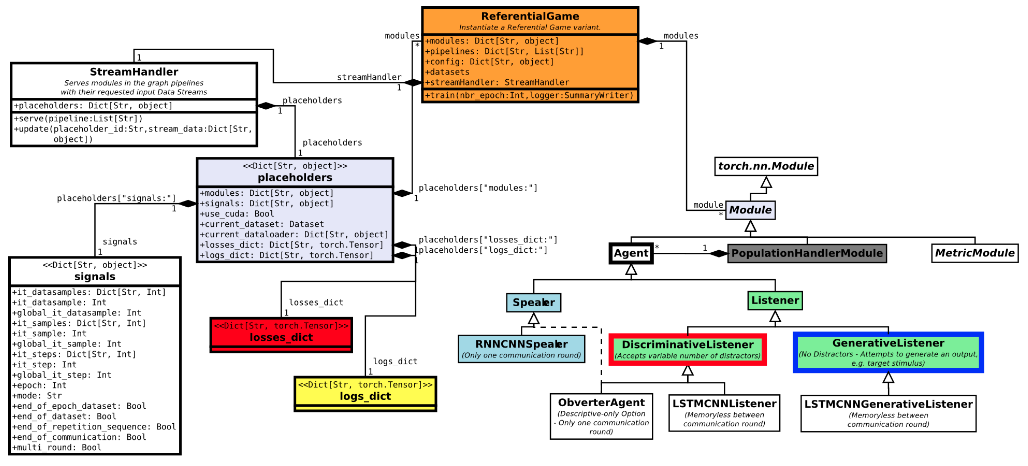 ReferentialGame
Instantiate a Referential Game variant.
+modules: Dict[Str, object]
+pipelines: Dict[Str, List[Str]]
+config: Dict[Str, object]
+datasets
+streamHandler: StreamHandler
+train(nbr_epoch:Int,logger:SummaryWriter)
modules
*
modules
1
streamHandler
1
1
StreamHandler
Serves modules in the graph pipelines
with their requested input Data Streams
+placeholders: Dict[Str, object]
+serve(pipeline:List[Str])
+update(placeholder_id:Str,stream_data:Dict[Str,
object])
placeholders
1
1
<<Dict[Str, object]>>
placeholders
+modules: Dict[Str, object]
+signals: Dict[Str, object]
+use_cuda: Bool
+current_dataset: Dataset
+current_dataloader: Dict[Str, object]
+losses_dict: Dict[Str, torch.Tensor]
+logs_dict: Dict[Str, torch.Tensor]
placeholders["modules:"]
1
placeholders["signals:"]
1
placeholders["losses_dict:"]
placeholders["logs_dict:"]
1
signals
1
<<Dict[Str, object]>>
signals
+it_datasamples: Dict[Str, Int]
+it_datasample: Int
+global_it_datasample: Int
+it_samples: Dict[Str, Int]
+it_sample: Int
+global_it_sample: Int
+it_steps: Dict[Str, Int]
+it_step: Int
+global_it_step: Int
+epoch: Int
+mode: Str
+end_of_epoch_dataset: Bool
+end_of_dataset: Bool
+end_of_repetition_sequence: Bool
+end_of_communication: Bool
+multi_round: Bool
losses_dict
1
<<Dict[Str, torch.Tensor]>>
losses_dict
logs_dict
1
<<Dict[Str, torch.Tensor]>>
logs_dict
torch.nn.Module
module
*
Module
Agent
*
1
PopulationHandlerModule
MetricModule
Speaker
Listener
RNNCNNSpeaker
(Only one communication round)
DiscriminativeListener
(Accepts variable number of distractors)
GenerativeListener
(No Distractors - Attempts to generate an output,
e.g. target stimulus)
ObverterAgent
(Descriptive-only Option
- Only one communication
round)
LSTMCNNListener
(Memoryless between
communication round)
LSTMCNNGenerativeListener
(Memoryless between
communication round)